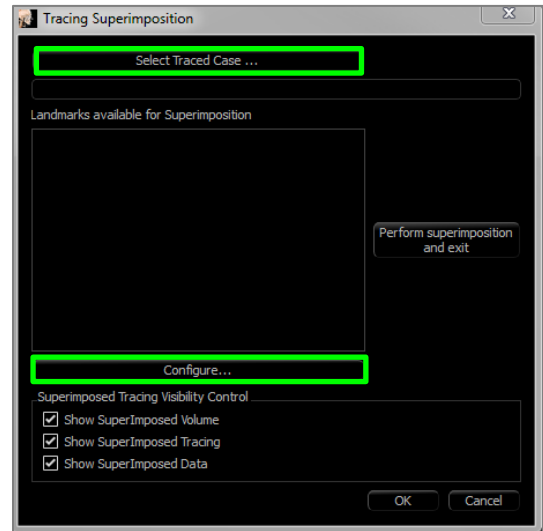 Tracing Superimposition
Select Traced Case ...
Landmarks available for Superimposition
Perform superimposition
and exit
Configure...
Superimposed Tracing Visibility Control
Show SuperImposed Volume
Show SuperImposed Tracing
Show SuperImposed Data
OK
Cancel